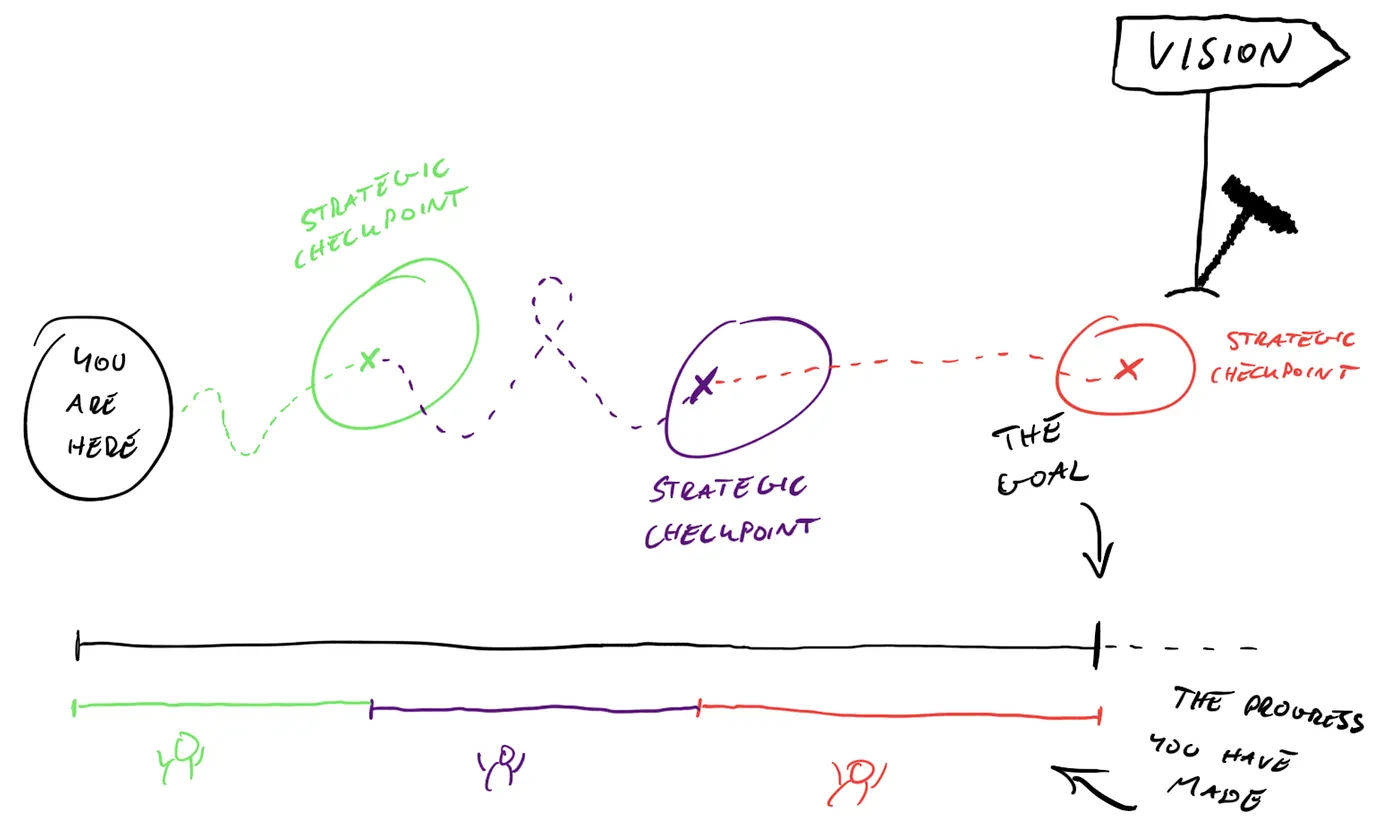 VISION
STRATEGIC
CHECKPOINT
YOU
ARE
HERE
STRATEGIC
CHECKPOINT
THE
GOAL
STRATEGIC
CHECKPOINT
THE PROGRESS
YOU HAVE
MADE